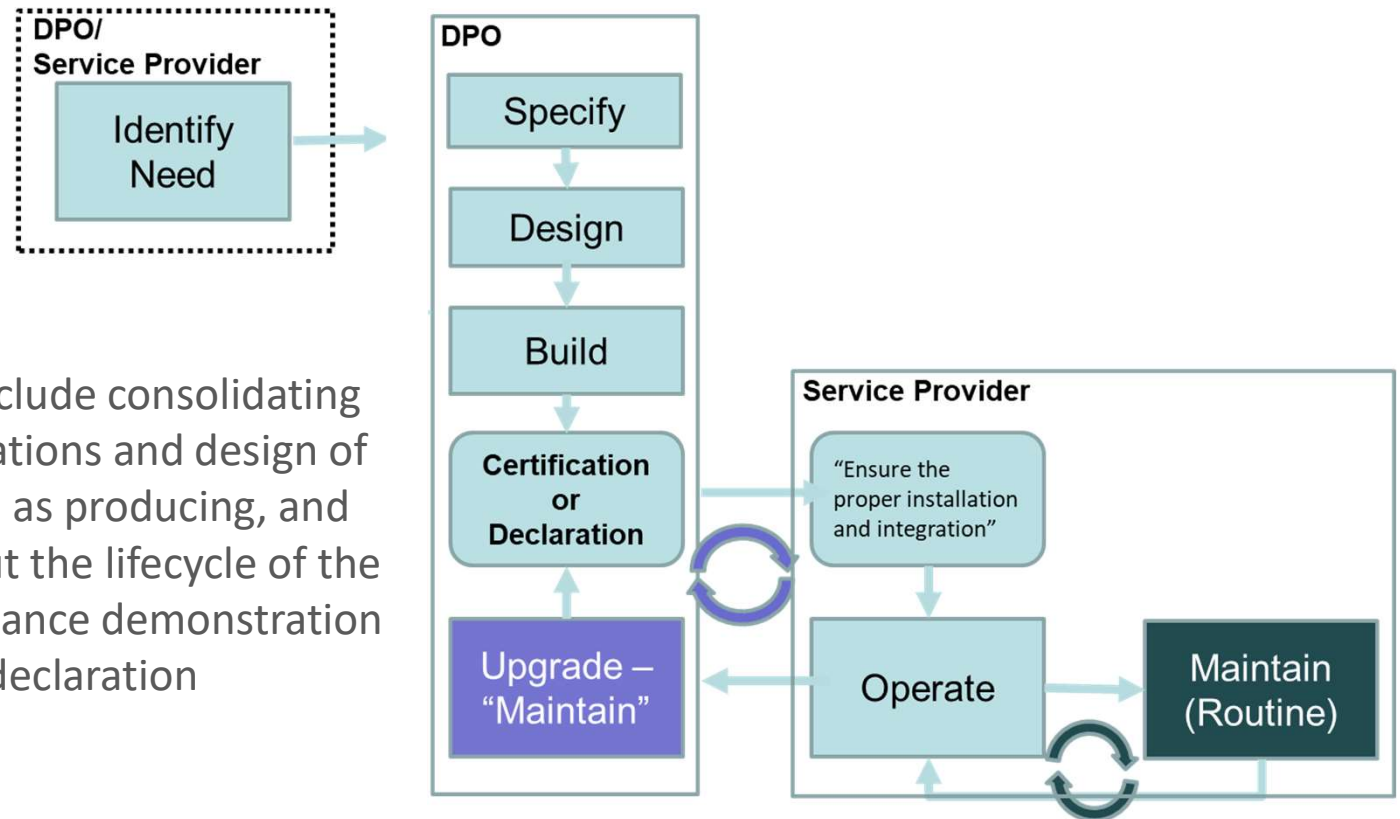 DPO/
Service Provider
Identify
Need
DPO
Specify
Design
Build
Certification
or
Declaration
Upgrade –
“Maintain”
Service Provider
“Ensure the
proper installation
and integration”
Operate
Maintain
(Routine)
clude consolidating
ations and design of
as producing, and
t the lifecycle of the
ance demonstration
declaration